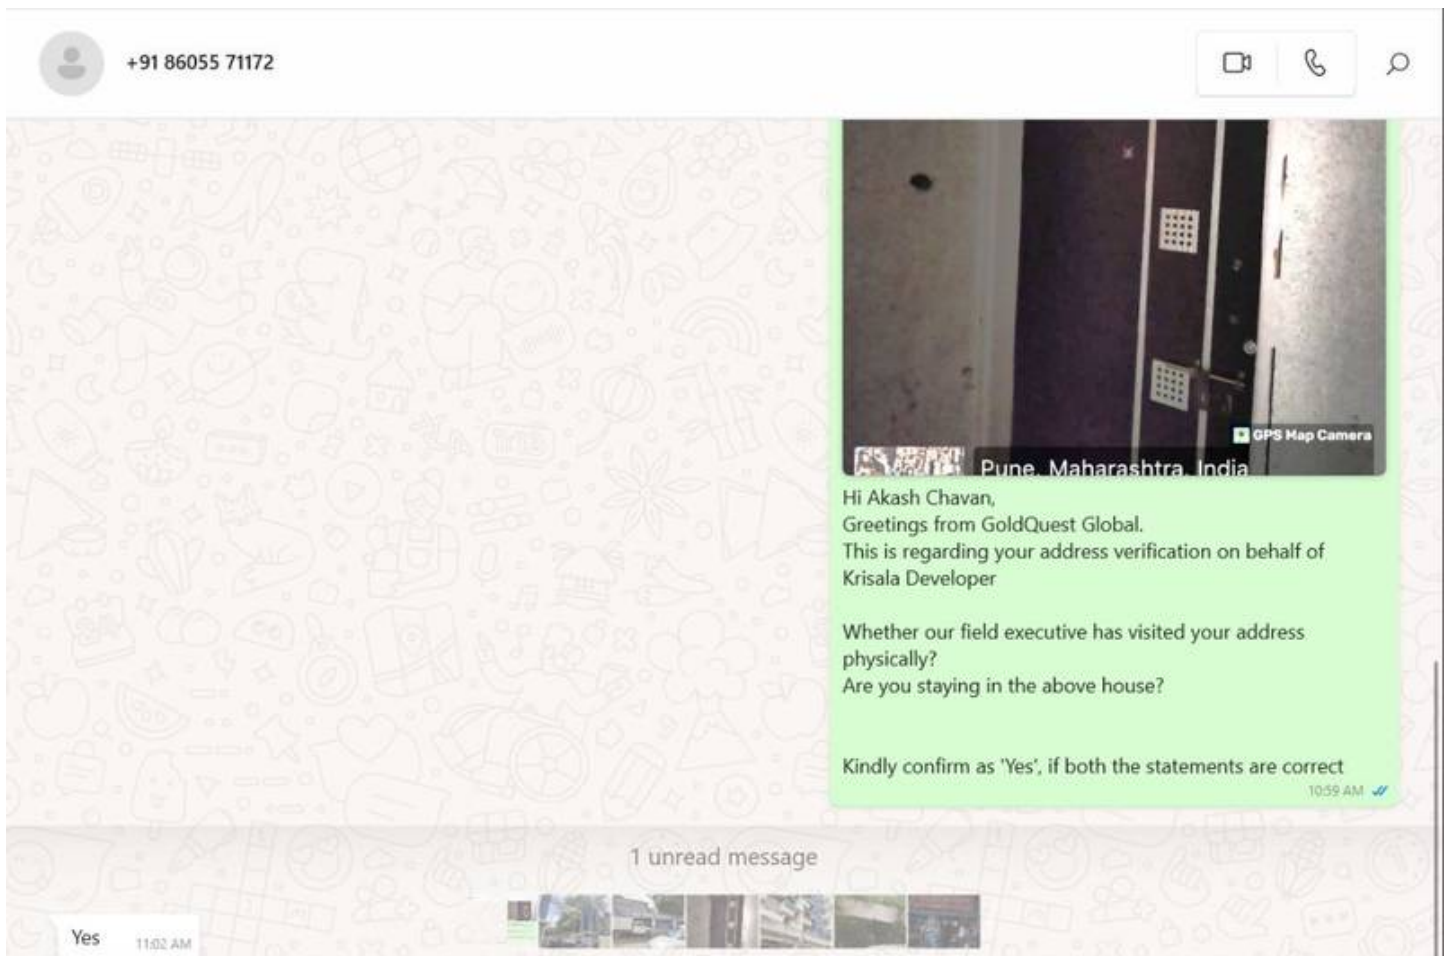 +91 86055 71172
GPS Map Camera
Pune, Maharashtra, India
Hi Akash Chavan,
Greetings from GoldQuest Global.
This is regarding your address verification on behalf of
Krisala Developer
Whether our field executive has visited your address
physically?
Are you staying in the above house?
Kindly confirm as 'Yes', if both the statements are correct
10:59 AM
1 unread message
Yes
11:02 AM